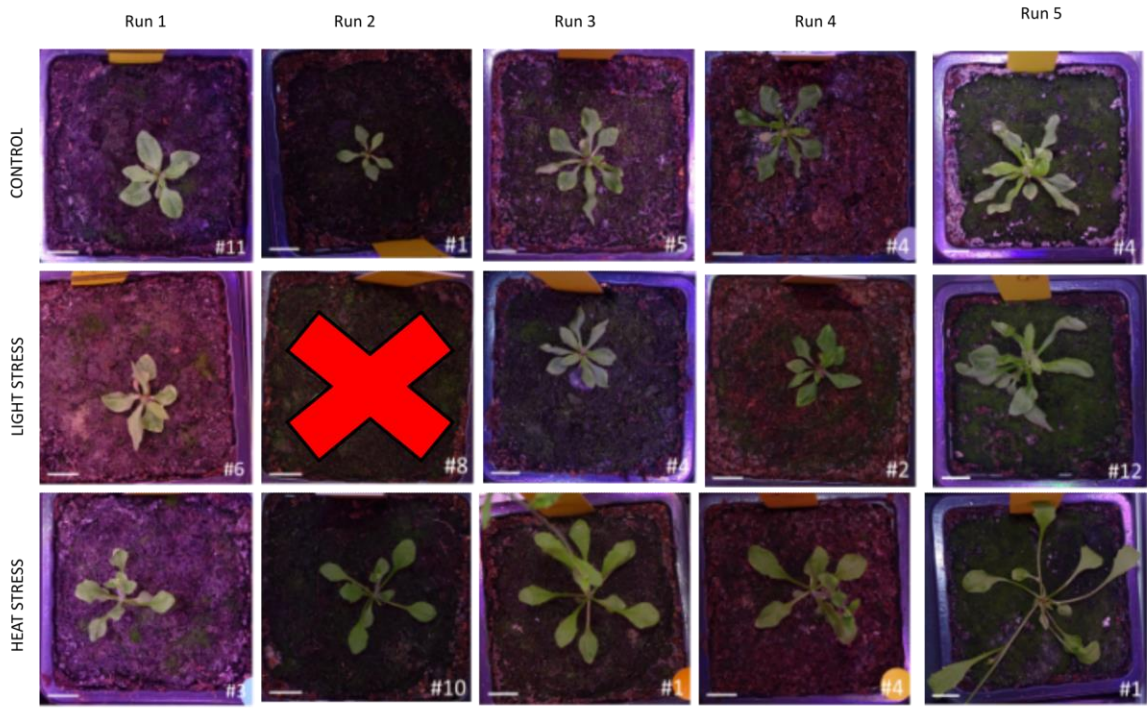 Run 1 Run 2 Run 3 Run 4 Run 5
CONTROL
#11 #1 #5 #4 #4
LIGHT STRESS
#6 #8 #4 #2 #12
HEAT STRESS
#3 #10 #1 #4 #1